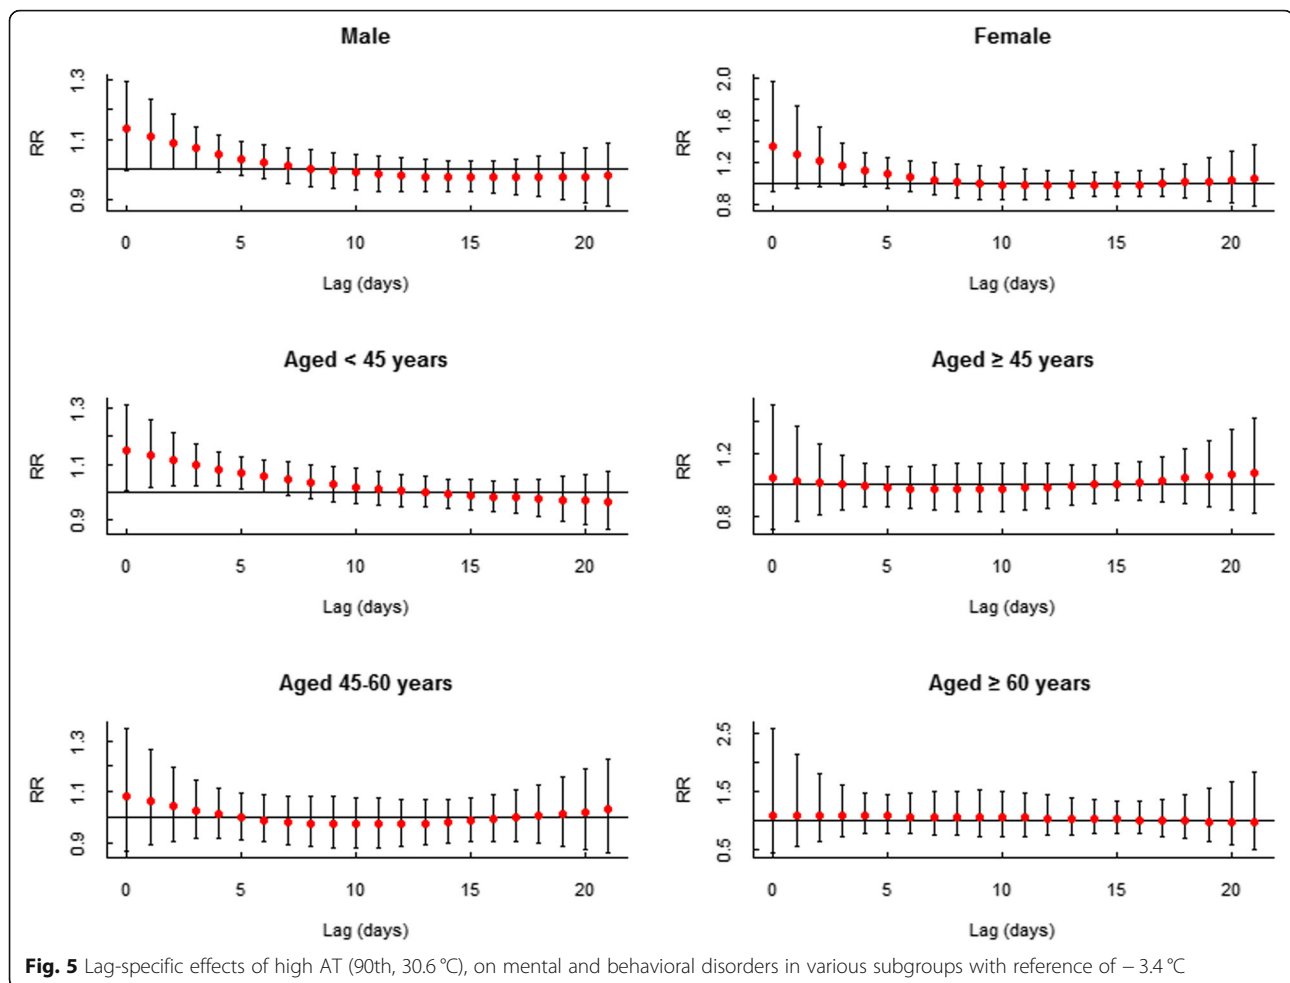 Male
RR
1.3
1.1
0.9
0 5 10 15 20
Lag (days)
Female
RR
2.0
1.6
1.2
0.8
0 5 10 15 20
Lag (days)
Aged < 45 years
RR
1.3
1.1
0.9
0 5 10 15 20
Lag (days)
Aged ≥ 45 years
RR
1.2
0.8
0 5 10 15 20
Lag (days)
Aged 45-60 years
RR
1.3
1.1
0.9
0 5 10 15 20
Lag (days)
Aged ≥ 60 years
RR
2.5
1.5
0.5
0 5 10 15 20
Lag (days)
Fig. 5 Lag-specific effects of high AT (90th, 30.6 °C), on mental and behavioral disorders in various subgroups with reference of − 3.4 °C